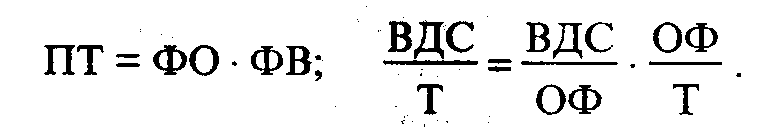 ПТ = ФО · ФВ; ВДС/Т = ВДС/ОФ · ОФ/Т.